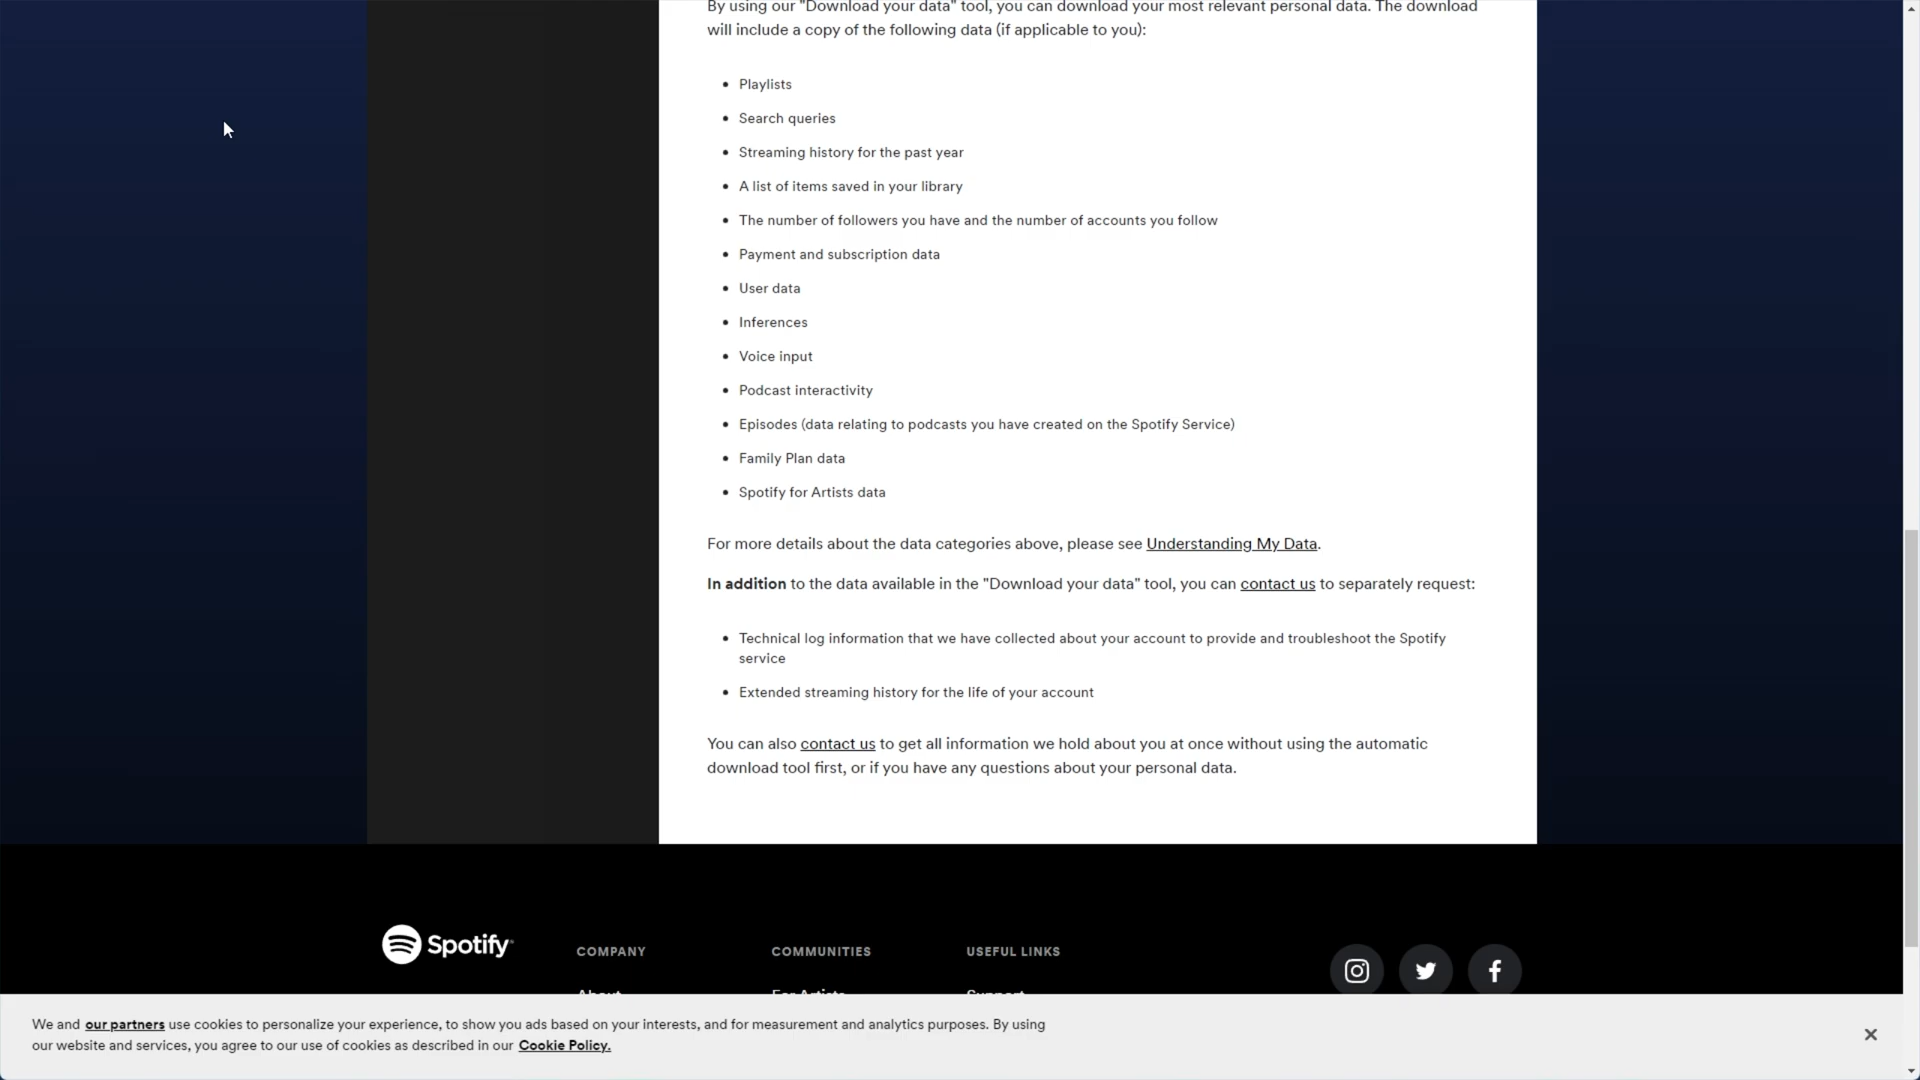 By using our "Download your data" tool, you can download your most relevant personal data. The download
will include a copy of the following data (if applicable to you):
• Playlists
• Search queries
• Streaming history for the past year
• A list of items saved in your library
• The number of followers you have and the number of accounts you follow
• Payment and subscription data
• User data
• Inferences
• Voice input
• Podcast interactivity
• Episodes (data relating to podcasts you have created on the Spotify Service)
• Family Plan data
• Spotify for Artists data
For more details about the data categories above, please see Understanding My Data.
In addition to the data available in the "Download your data" tool, you can contact us to separately request:
• Technical log information that we have collected about your account to provide and troubleshoot the Spotify
service
• Extended streaming history for the life of your account
You can also contact us to get all information we hold about you at once without using the automatic
download tool first, or if you have any questions about your personal data.
Spotify
COMPANY COMMUNITIES USEFUL LINKS
About For Artists Support
We and our partners use cookies to personalize your experience, to show you ads based on your interests, and for measurement and analytics purposes. By using
our website and services, you agree to our use of cookies as described in our Cookie Policy.